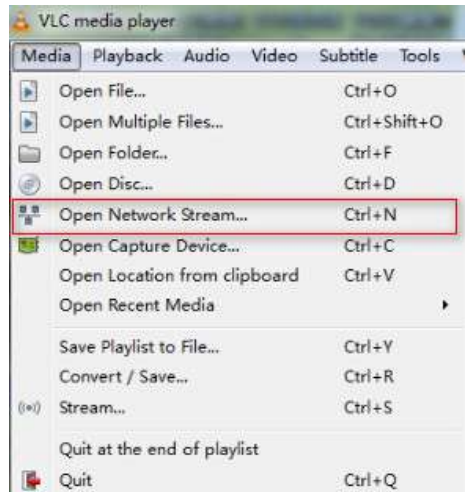 VLC media player
Media Playback Audio Video Subtitle Tools
Open File... Ctrl+O
Open Multiple Files... Ctrl+Shift+O
Open Folder... Ctrl+F
Open Disc... Ctrl+D
Open Network Stream... Ctrl+N
Open Capture Device... Ctrl+C
Open Location from clipboard Ctrl+V
Open Recent Media
Save Playlist to File... Ctrl+Y
Convert / Save... Ctrl+R
Stream... Ctrl+S
Quit at the end of playlist
Quit Ctrl+Q